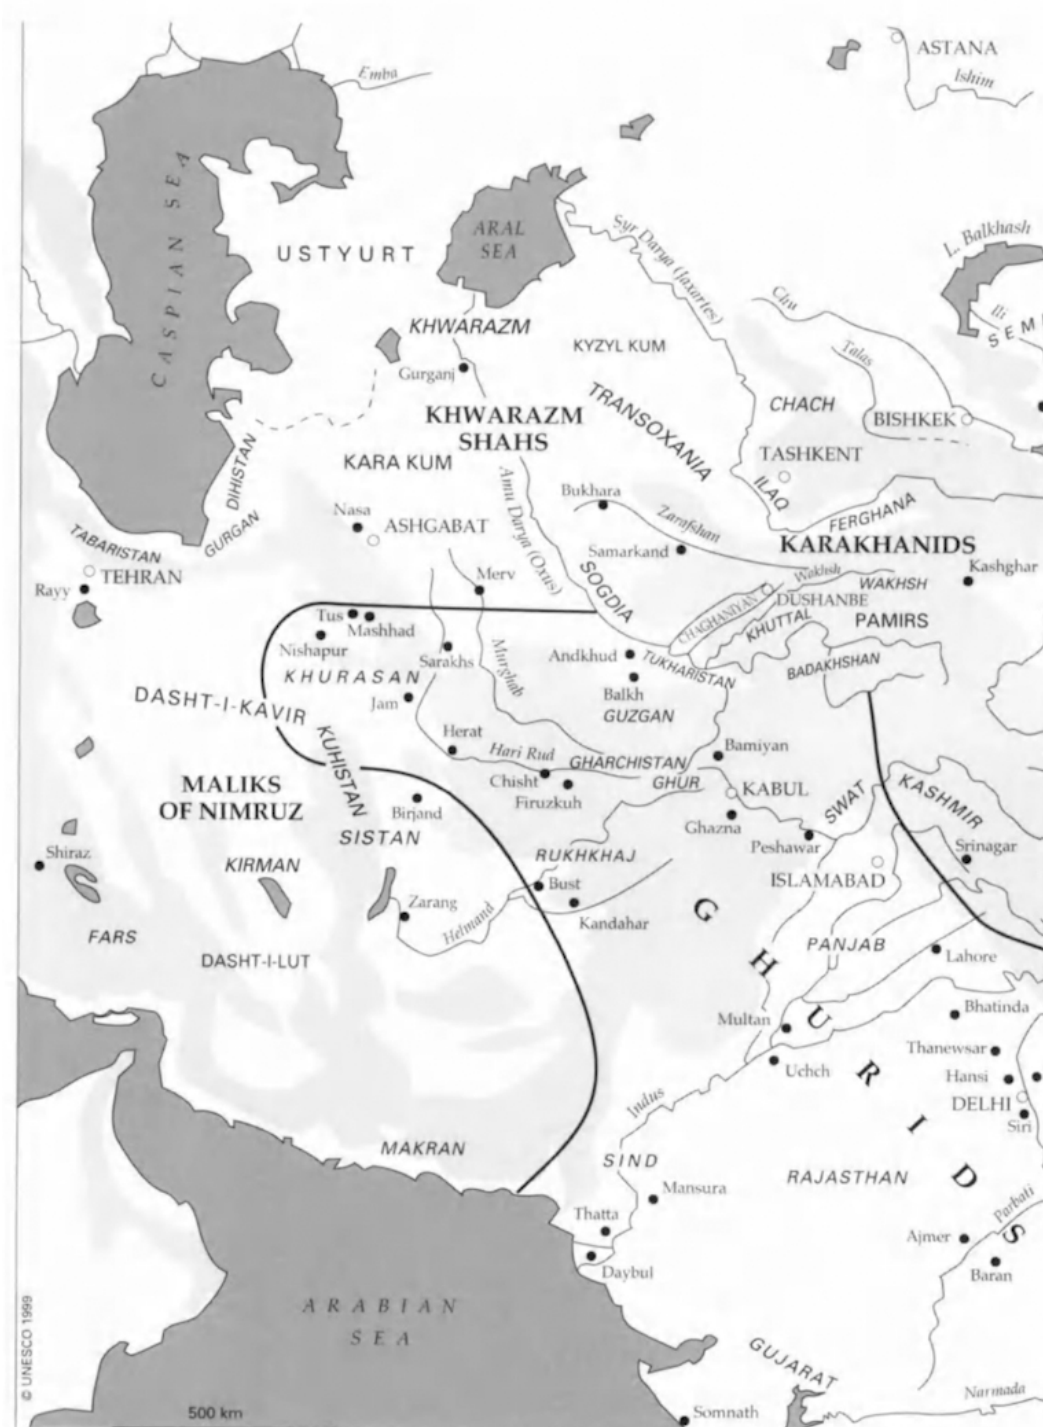 ASTANA
Ishim
Emba
CASPIAN SEA
ARAL
SEA
USTYURT
Syr Darya (Jaxartes)
L. Balkhash
Chu
Ili
SEMI
KHWARAZM
KYZYL KUM
Talas
Gurganj
TRANSOXANIA
CHACH
BISHKEK
KHWARAZM
SHAHS
TASHKENT
KARA KUM
DIHISTAN
Amu Darya (Oxus)
Bukhara
ILAQ
FERGHANA
Nasa
ASHGABAT
Zarafshan
GURGAN
TABARISTAN
Samarkand
KARAKHANIDS
TEHRAN
Rayy
Merv
SOGDIA
Wakhsh
WAKHSH
Kashghar
CHAGHANIYAN
DUSHANBE
KHUTTAL
PAMIRS
Tus
Mashhad
Nishapur
Sarakhs
Murghab
Andkhud
TUKHARISTAN
BADAKHSHAN
KHURASAN
Balkh
GUZGAN
DASHT-I-KAVIR
Jam
KUHISTAN
Herat
Hari Rud
GHARCHISTAN
Bamiyan
Chisht
GHUR
Firuzkuh
KABUL
MALIKS
OF NIMRUZ
Birjand
SWAT
KASHMIR
Ghazna
Peshawar
SISTAN
Srinagar
Shiraz
KIRMAN
RUKHKHAJ
ISLAMABAD
Bust
Zarang
Helmand
Kandahar
GHURIDS
FARS
DASHT-I-LUT
PANJAB
Lahore
Multan
Bhatinda
Uchch
Thanewsar
Hansi
DELHI
Siri
Indus
MAKRAN
SIND
RAJASTHAN
Mansura
Parbati
Thatta
Ajmer
Daybul
Baran
ARABIAN
SEA
GUJARAT
Narmada
Somnath
500 km
© UNESCO 1999